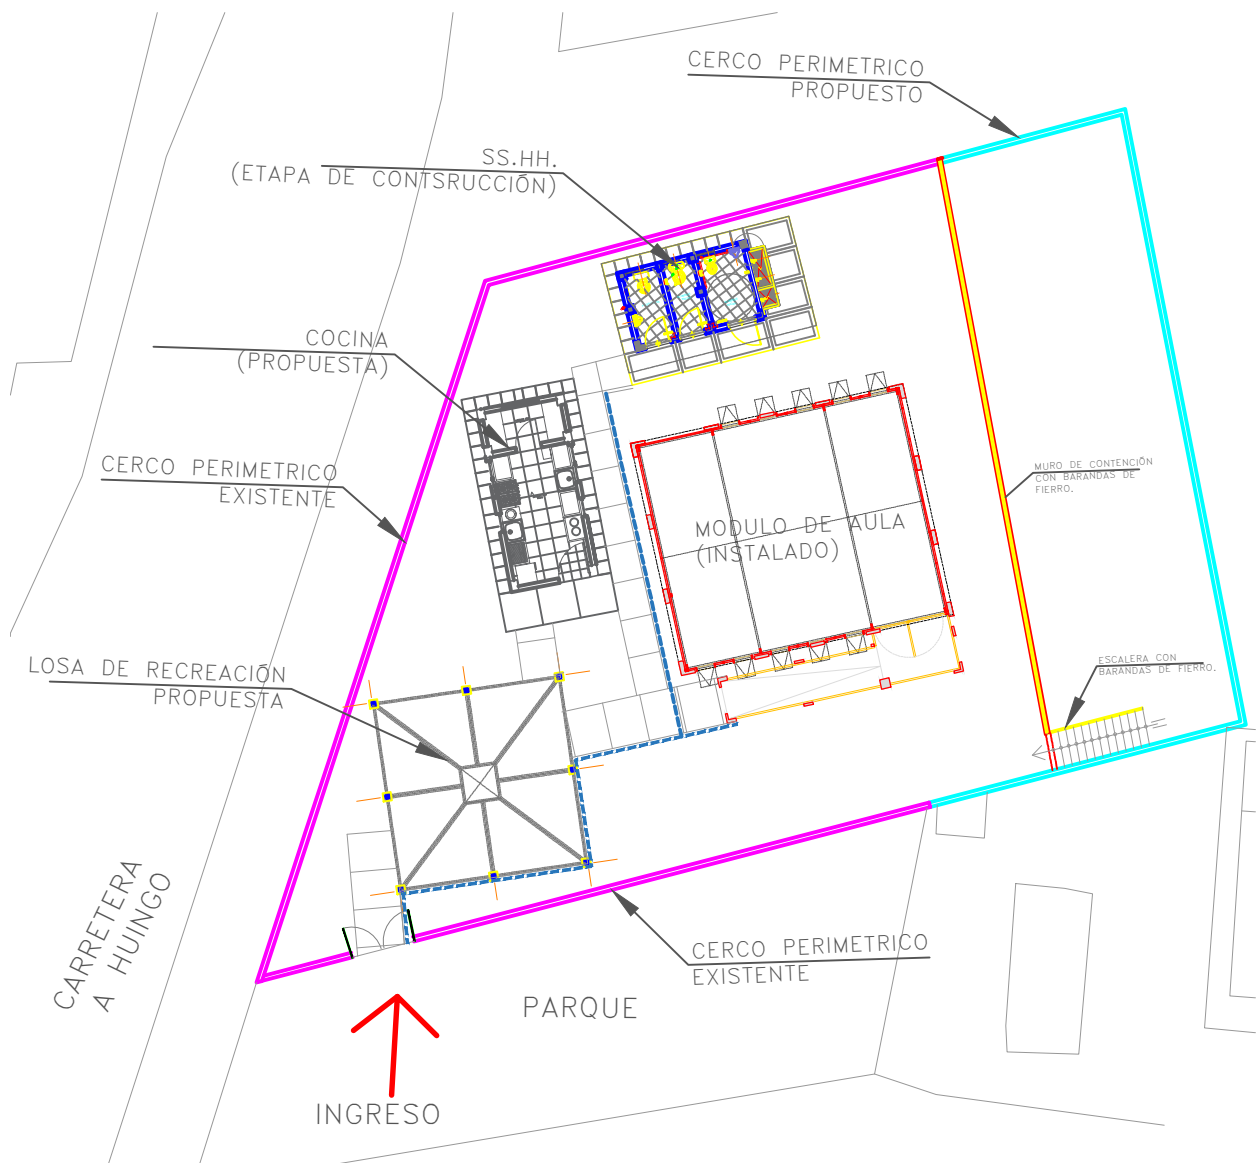 CERCO PERIMETRICO
PROPUESTO
SS.HH.
(ETAPA DE CONTSRUCCIÓN)
COCINA
(PROPUESTA)
CERCO PERIMETRICO
EXISTENTE
MURO DE CONTENCIÓN
CON BARANDAS DE
FIERRO.
MODULO DE AULA
(INSTALADO)
LOSA DE RECREACIÓN
PROPUESTA
ESCALERA CON
BARANDAS DE FIERRO.
CARRETERA
A HUINGO
CERCO PERIMETRICO
EXISTENTE
PARQUE
INGRESO